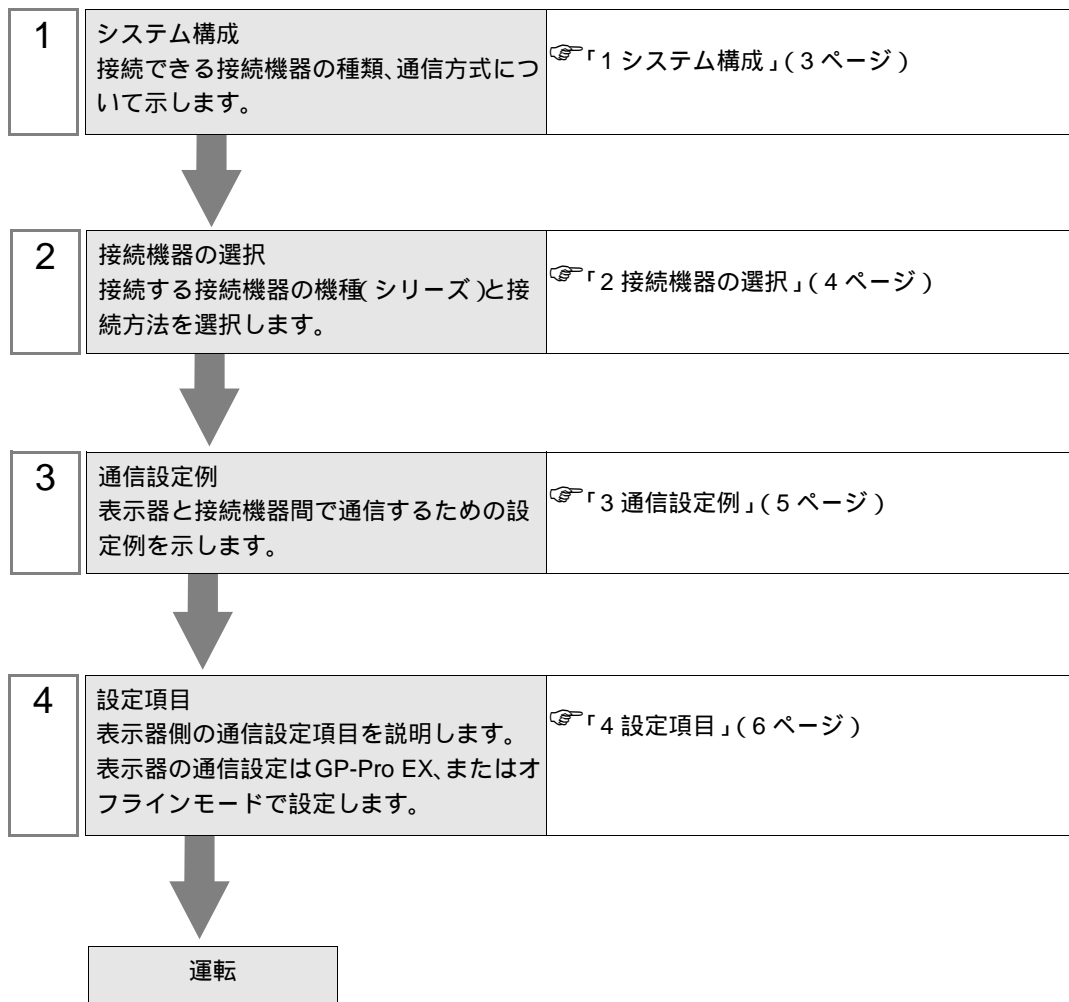 1
システム構成
接続できる接続機器の種類、通信方式につ
いて示します。
☞「1 システム構成」( 3 ページ )
2
接続機器の選択
接続する接続機器の機種( シリーズ )と接
続方法を選択します。
☞「2 接続機器の選択」( 4 ページ )
3
通信設定例
表示器と接続機器間で通信するための設
定例を示します。
☞「3 通信設定例」( 5 ページ )
4
設定項目
表示器側の通信設定項目を説明します。
表示器の通信設定はGP-Pro EX、またはオ
フラインモードで設定します。
☞「4 設定項目」( 6 ページ )
運転